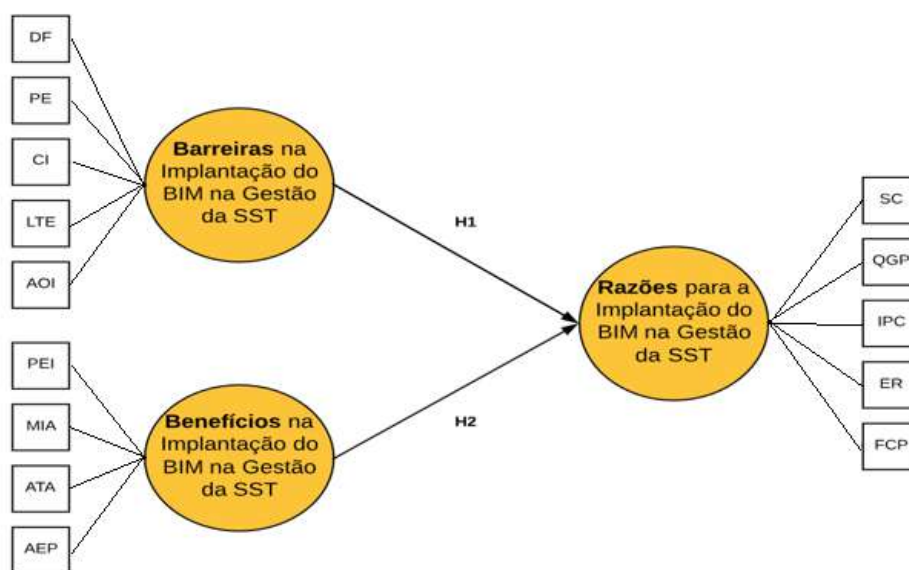 DF
PE
CI
LTE
AOI
Barreiras na
Implantação do
BIM na Gestão
da SST
H1
PEI
MIA
ATA
AEP
Benefícios na
Implantação do
BIM na Gestão
da SST
H2
Razões para a
Implantação do
BIM na Gestão
da SST
SC
QGP
IPC
ER
FCP